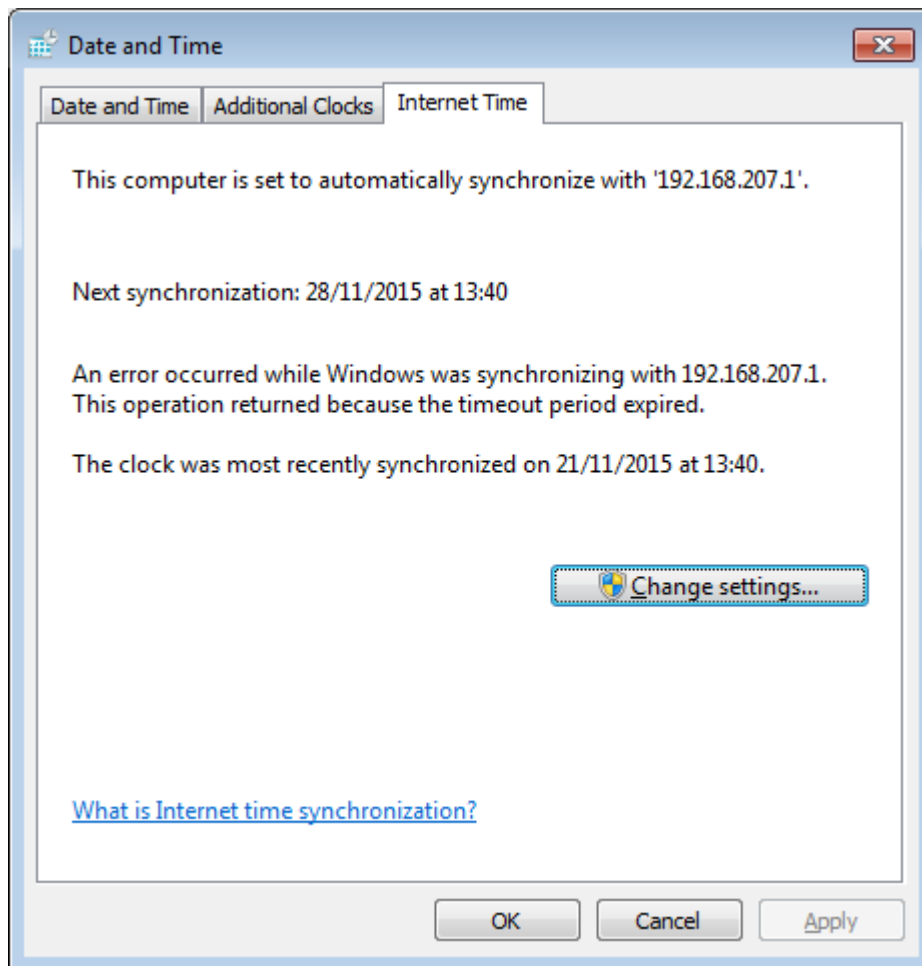 Date and Time
Date and Time
Additional Clocks
Internet Time
This computer is set to automatically synchronize with '192.168.207.1'.
Next synchronization: 28/11/2015 at 13:40
An error occurred while Windows was synchronizing with 192.168.207.1.
This operation returned because the timeout period expired.
The clock was most recently synchronized on 21/11/2015 at 13:40.
Change settings...
What is Internet time synchronization?
OK
Cancel
Apply